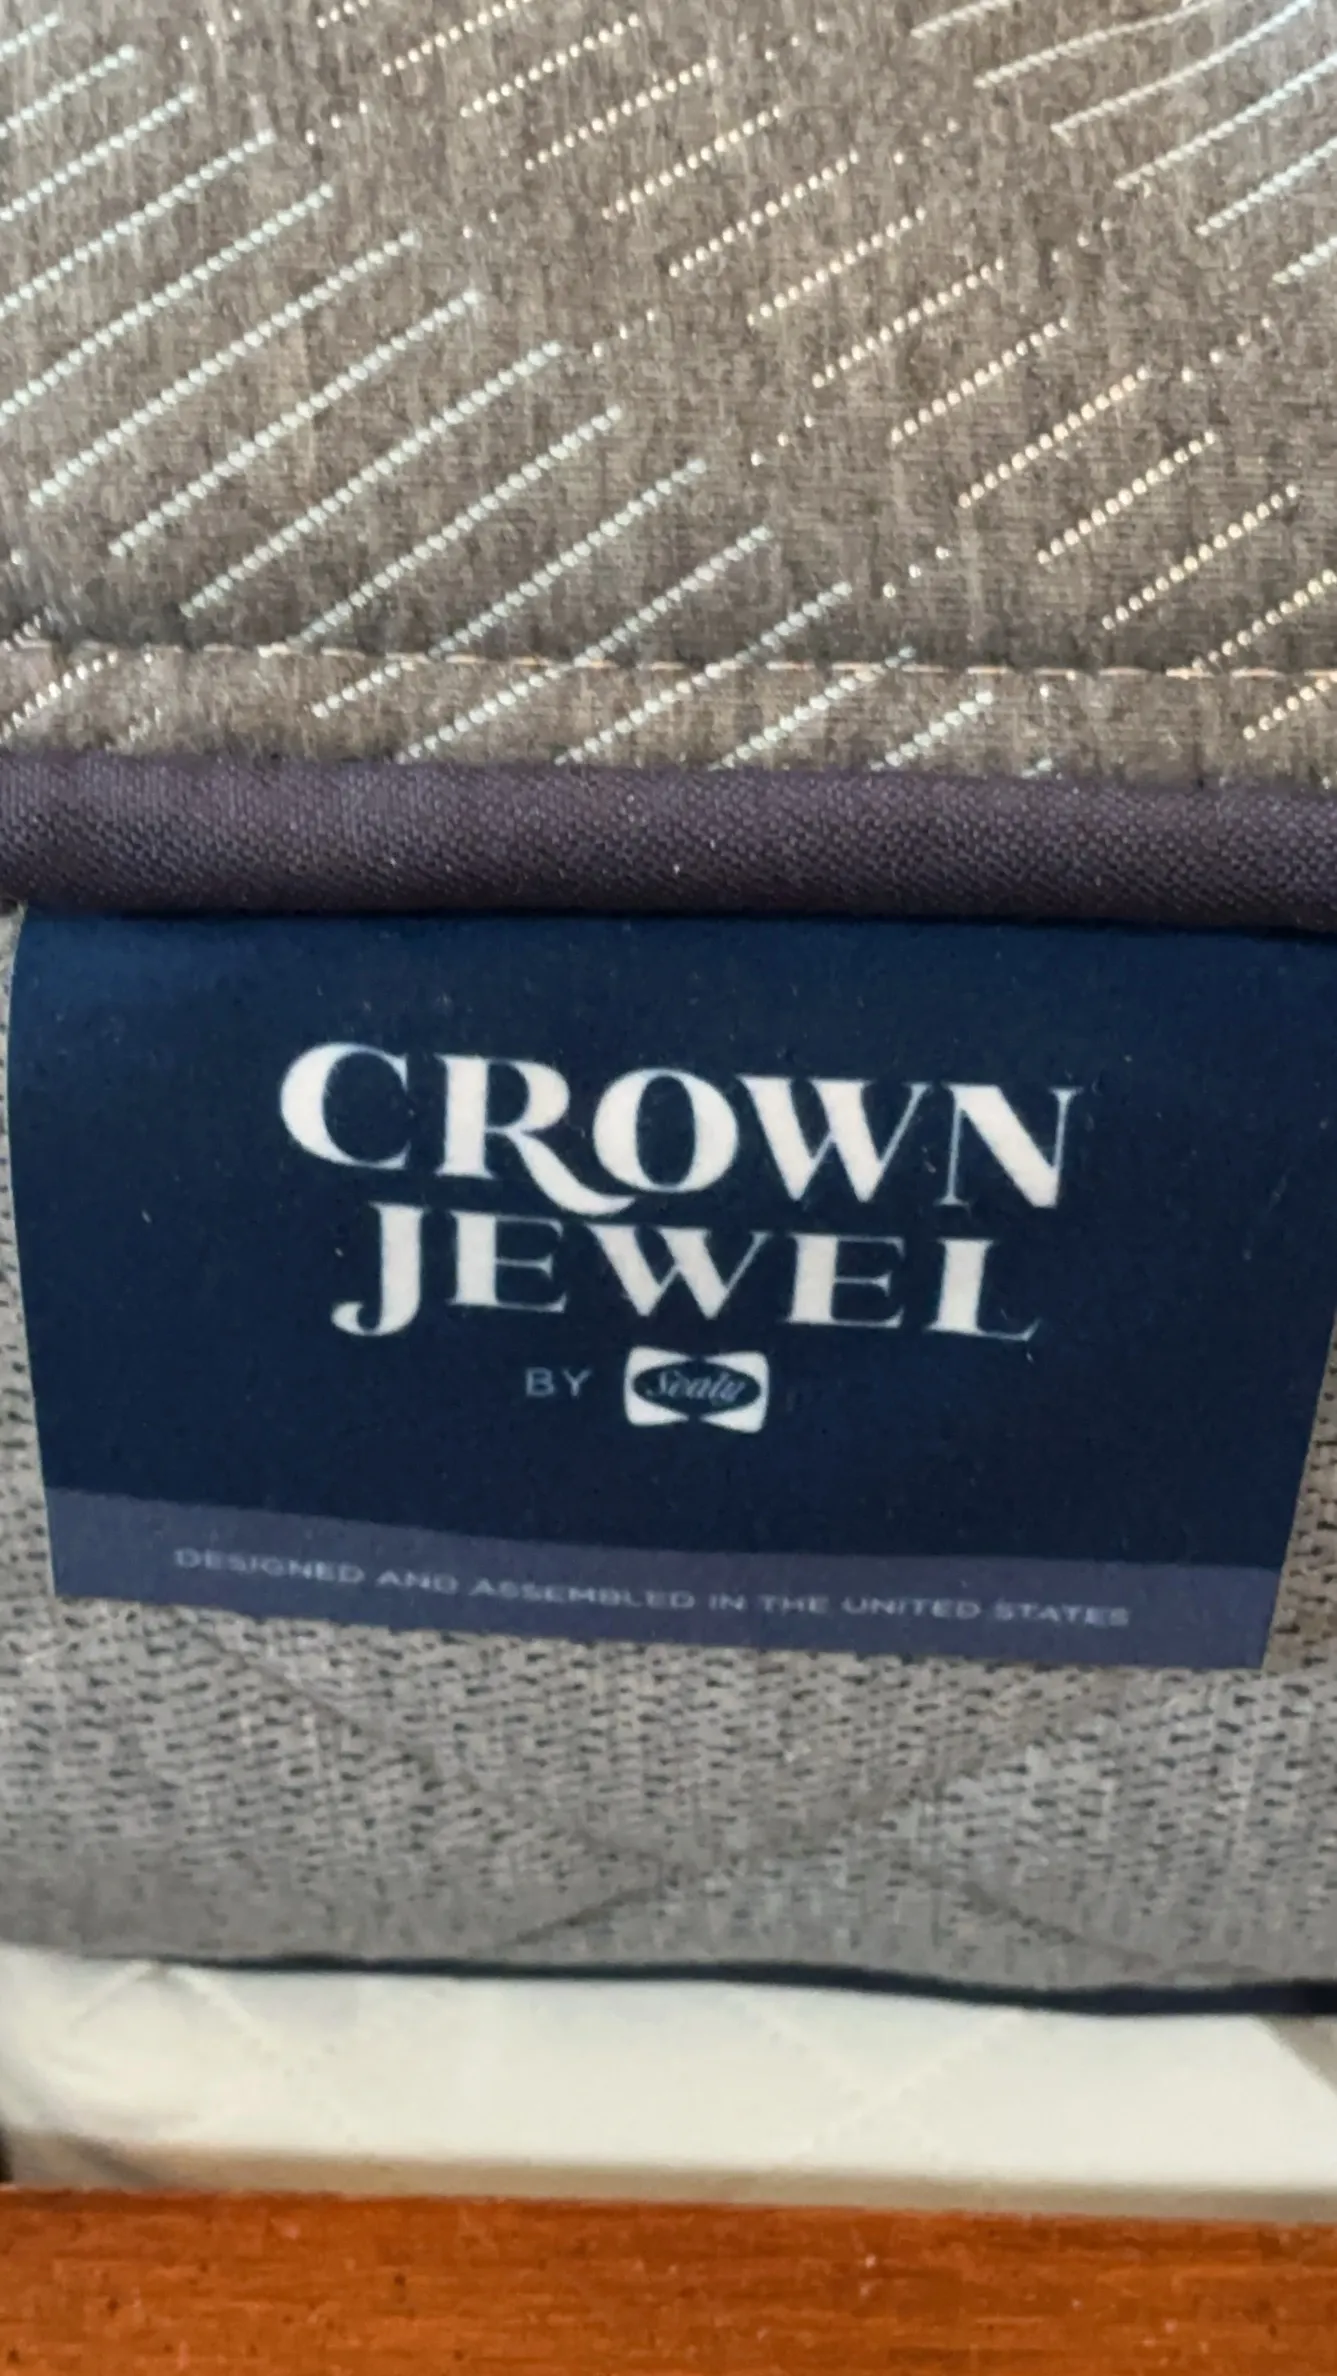 CROWN
JEWEL
BY Sealy
DESIGNED AND ASSEMBLED IN THE UNITED STATES